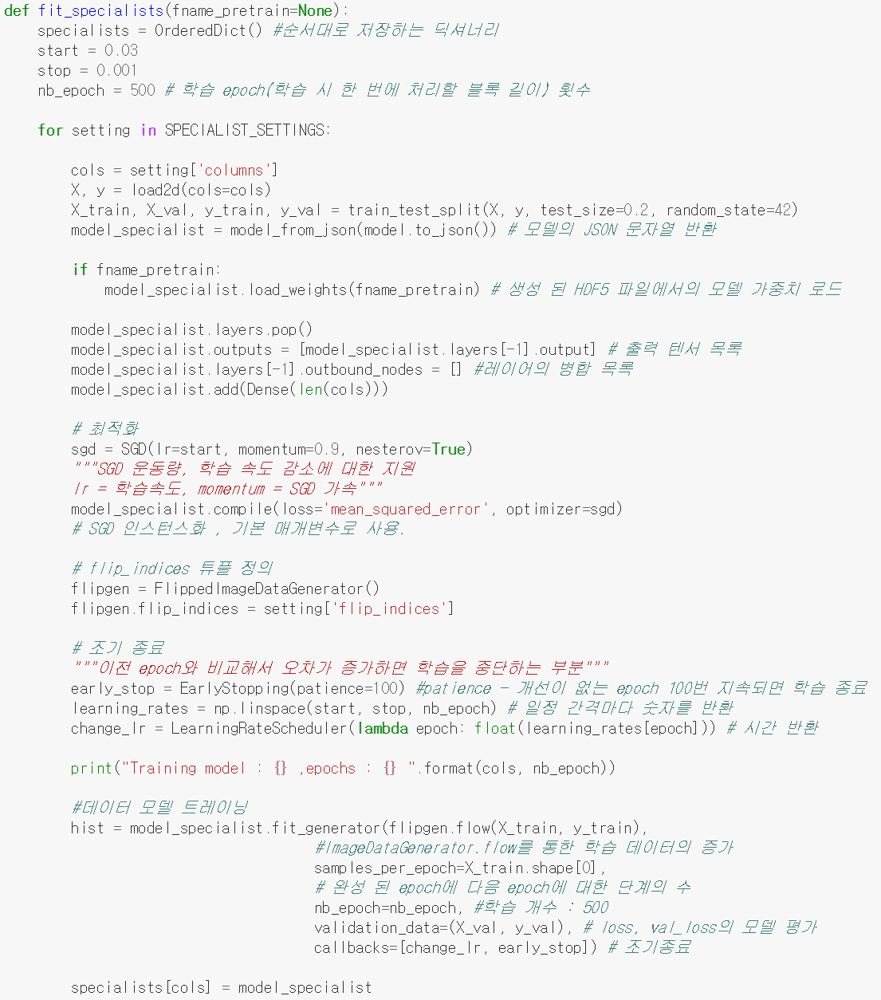 def fit_specialists(fname_pretrain=None):
    specialists = OrderedDict() #순서대로 저장하는 딕셔너리
    start = 0.03
    stop = 0.001
    nb_epoch = 500 # 학습 epoch(학습 시 한 번에 처리할 블록 길이) 횟수

    for setting in SPECIALIST_SETTINGS:

        cols = setting['columns']
        X, y = load2d(cols=cols)
        X_train, X_val, y_train, y_val = train_test_split(X, y, test_size=0.2, random_state=42)
        model_specialist = model_from_json(model.to_json()) # 모델의 JSON 문자열 반환

        if fname_pretrain:
            model_specialist.load_weights(fname_pretrain) # 생성 된 HDF5 파일에서의 모델 가중치 로드

        model_specialist.layers.pop()
        model_specialist.outputs = [model_specialist.layers[-1].output] # 출력 텐서 목록
        model_specialist.layers[-1].outbound_nodes = [] #레이어의 병합 목록
        model_specialist.add(Dense(len(cols)))

        # 최적화
        sgd = SGD(lr=start, momentum=0.9, nesterov=True)
        """SGD 운동량, 학습 속도 감소에 대한 지원
        lr = 학습속도, momentum = SGD 가속"""
        model_specialist.compile(loss='mean_squared_error', optimizer=sgd)
        # SGD 인스턴스화 , 기본 매개변수로 사용.

        # flip_indices 튜플 정의
        flipgen = FlippedImageDataGenerator()
        flipgen.flip_indices = setting['flip_indices']

        # 조기 종료
        """이전 epoch와 비교해서 오차가 증가하면 학습을 중단하는 부분"""
        early_stop = EarlyStopping(patience=100) #patience - 개선이 없는 epoch 100번 지속되면 학습 종료
        learning_rates = np.linspace(start, stop, nb_epoch) # 일정 간격마다 숫자를 반환
        change_lr = LearningRateScheduler(lambda epoch: float(learning_rates[epoch])) # 시간 반환

        print("Training model : {} ,epochs : {} ".format(cols, nb_epoch))

        #데이터 모델 트레이닝
        hist = model_specialist.fit_generator(flipgen.flow(X_train, y_train),
                                     #ImageDataGenerator.flow를 통한 학습 데이터의 증가
                                     samples_per_epoch=X_train.shape[0],
                                     # 완성 된 epoch에 다음 epoch에 대한 단계의 수
                                     nb_epoch=nb_epoch, #학습 개수 : 500
                                     validation_data=(X_val, y_val), # loss, val_loss의 모델 평가
                                     callbacks=[change_lr, early_stop]) # 조기종료

        specialists[cols] = model_specialist